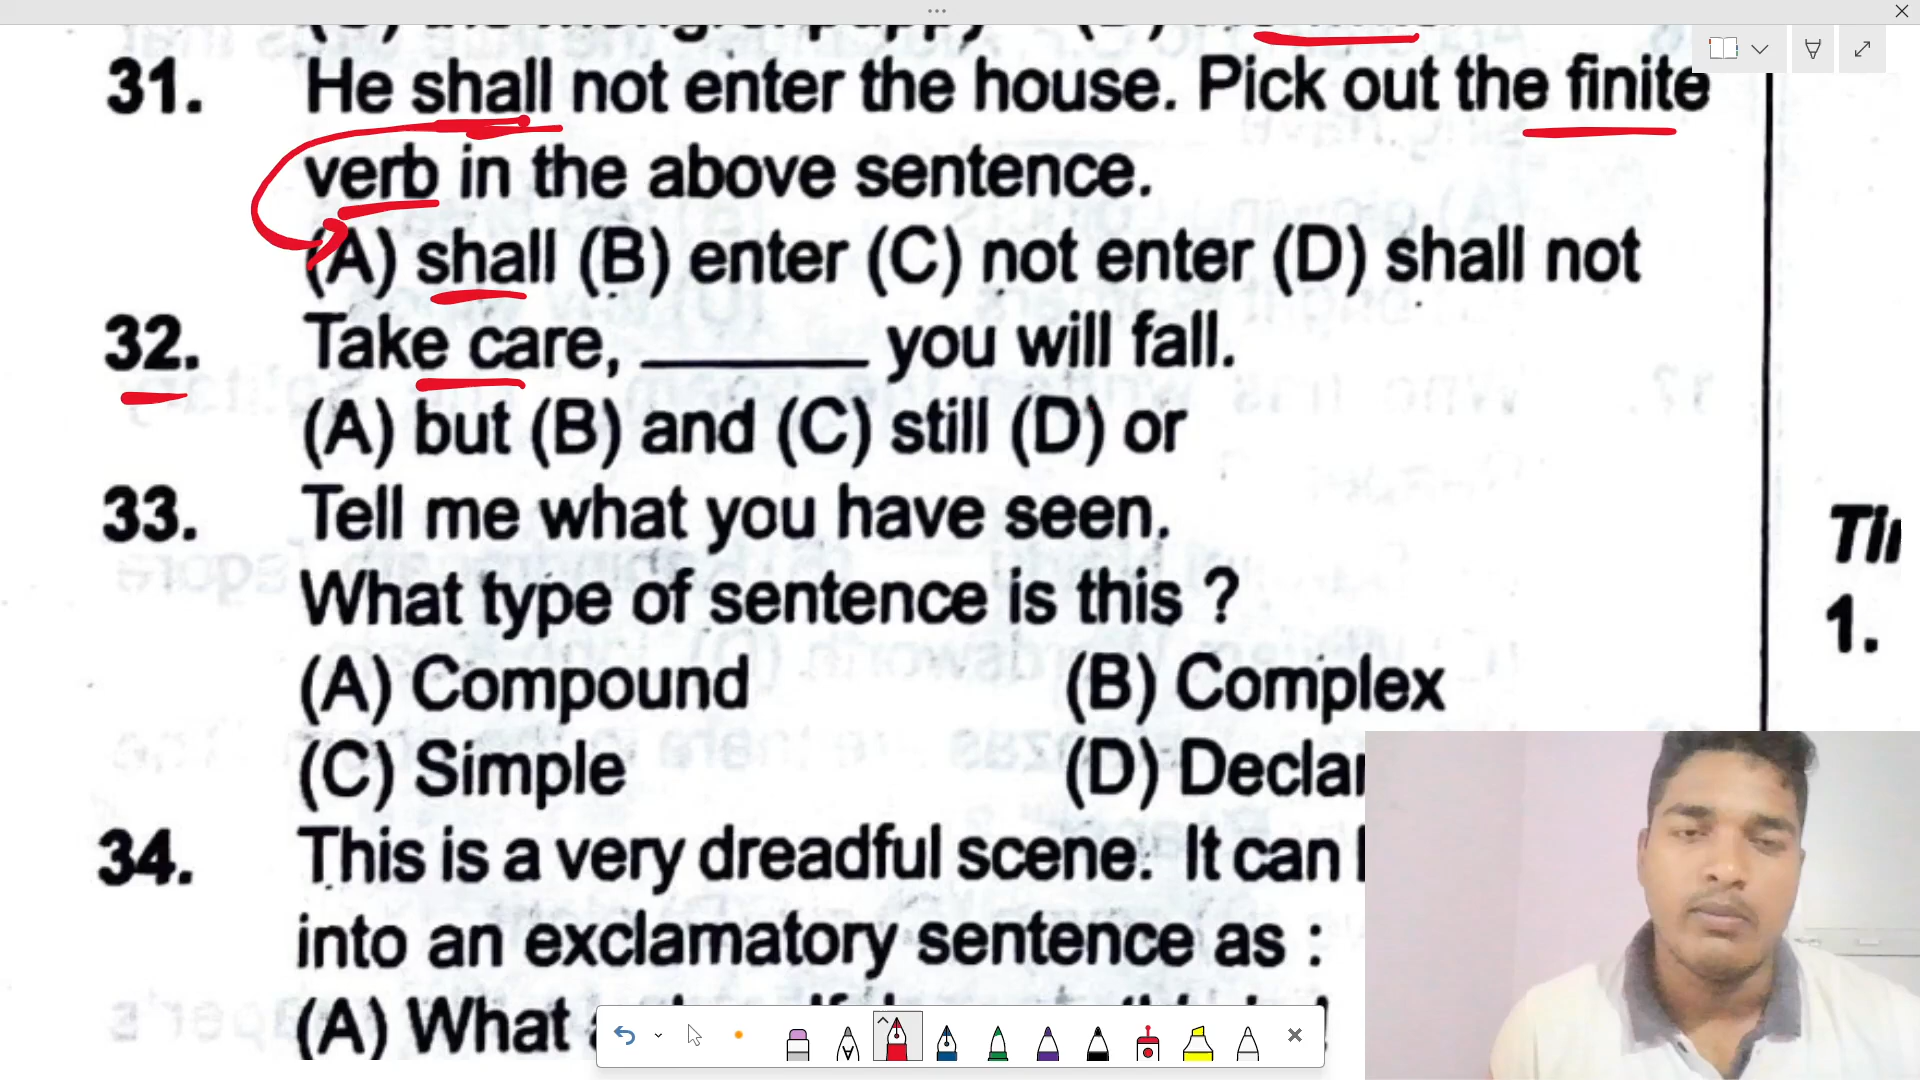 31. He shall not enter the house. Pick out the finite
verb in the above sentence.
(A) shall (B) enter (C) not enter (D) shall not
32. Take care, ________ you will fall.
(A) but (B) and (C) still (D) or
33. Tell me what you have seen.
What type of sentence is this ?
(A) Compound (B) Complex
(C) Simple (D) Declar
34. This is a very dreadful scene. It can
into an exclamatory sentence as :
(A) What
1.